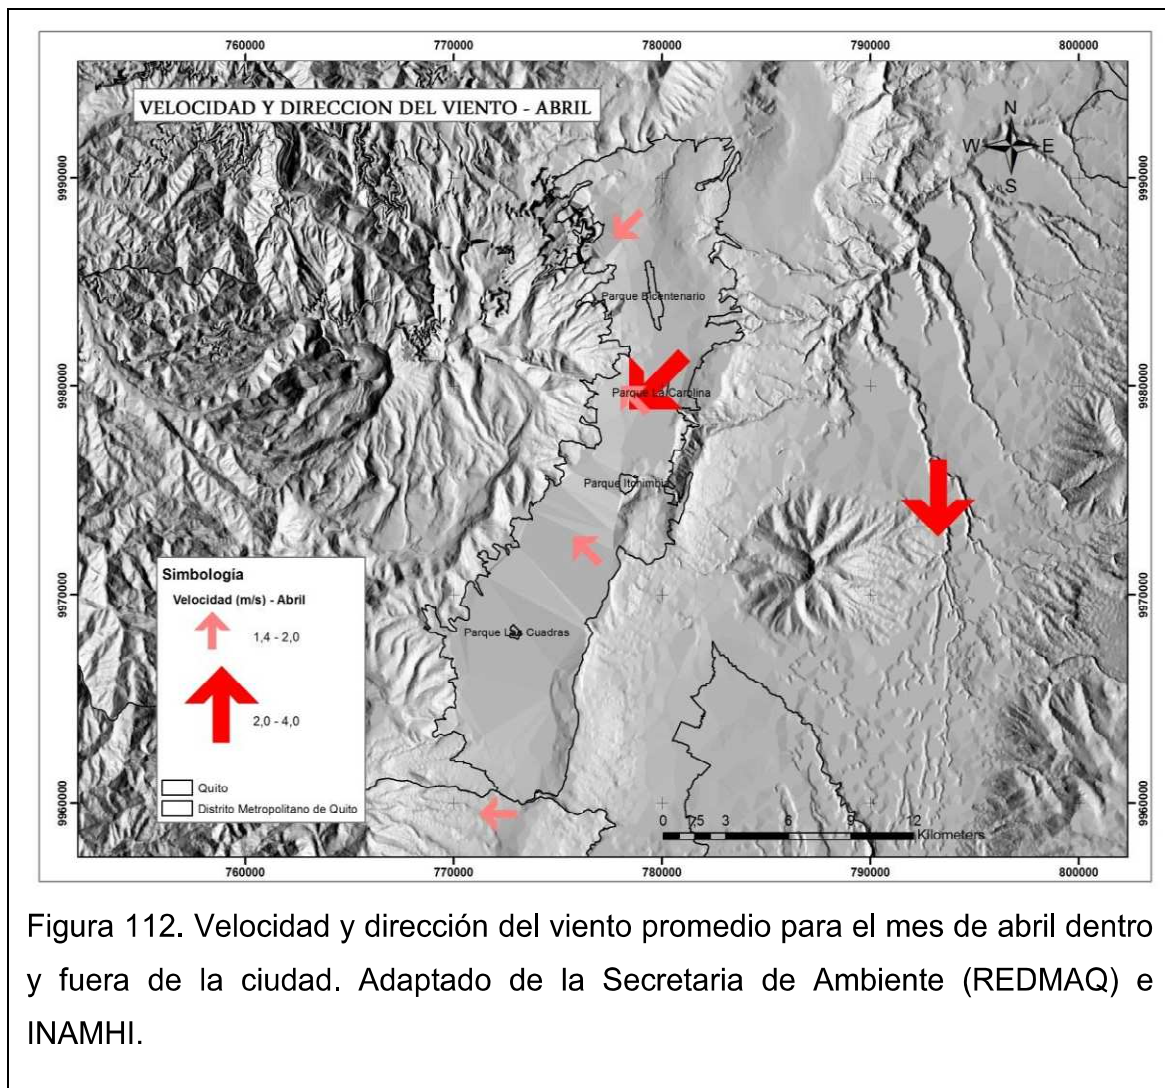 760000 770000 780000 790000 800000
VELOCIDAD Y DIRECCION DEL VIENTO - ABRIL
N
W E
S
9990000 9990000
Parque Bicentenario
9980000 9980000
Parque La Carolina
Parque Itchimbia
Simbología
Velocidad (m/s) - Abril
1,4 - 2,0
2,0 - 4,0
9970000 9970000
Parque Las Cuadras
Quito
Distrito Metropolitano de Quito
9960000 9960000
0 1,5 3 6 9 12
Kilometers
760000 770000 780000 790000 800000
Figura 112. Velocidad y dirección del viento promedio para el mes de abril dentro
y fuera de la ciudad. Adaptado de la Secretaria de Ambiente (REDMAQ) e
INAMHI.